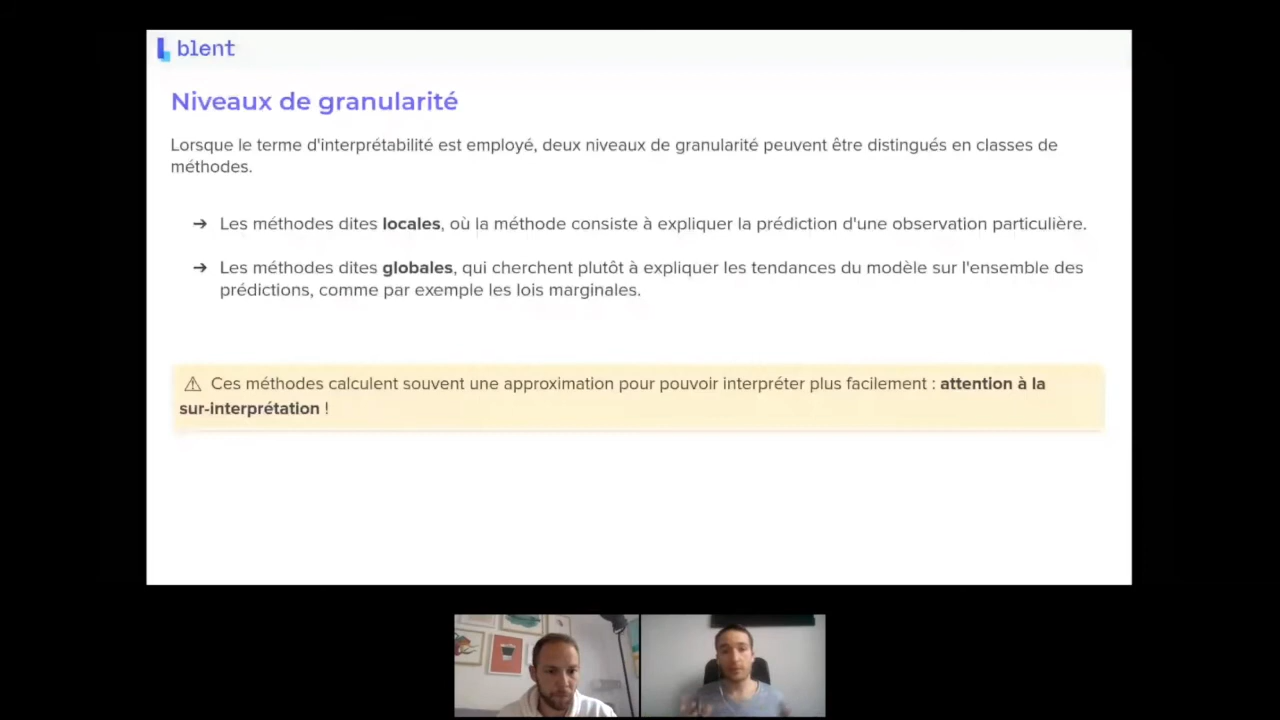 blent
Niveaux de granularité
Lorsque le terme d'interprétabilité est employé, deux niveaux de granularité peuvent être distingués en classes de
méthodes.
➔ Les méthodes dites locales, où la méthode consiste à expliquer la prédiction d'une observation particulière.
➔ Les méthodes dites globales, qui cherchent plutôt à expliquer les tendances du modèle sur l'ensemble des
prédictions, comme par exemple les lois marginales.
⚠ Ces méthodes calculent souvent une approximation pour pouvoir interpréter plus facilement : attention à la
sur-interprétation !